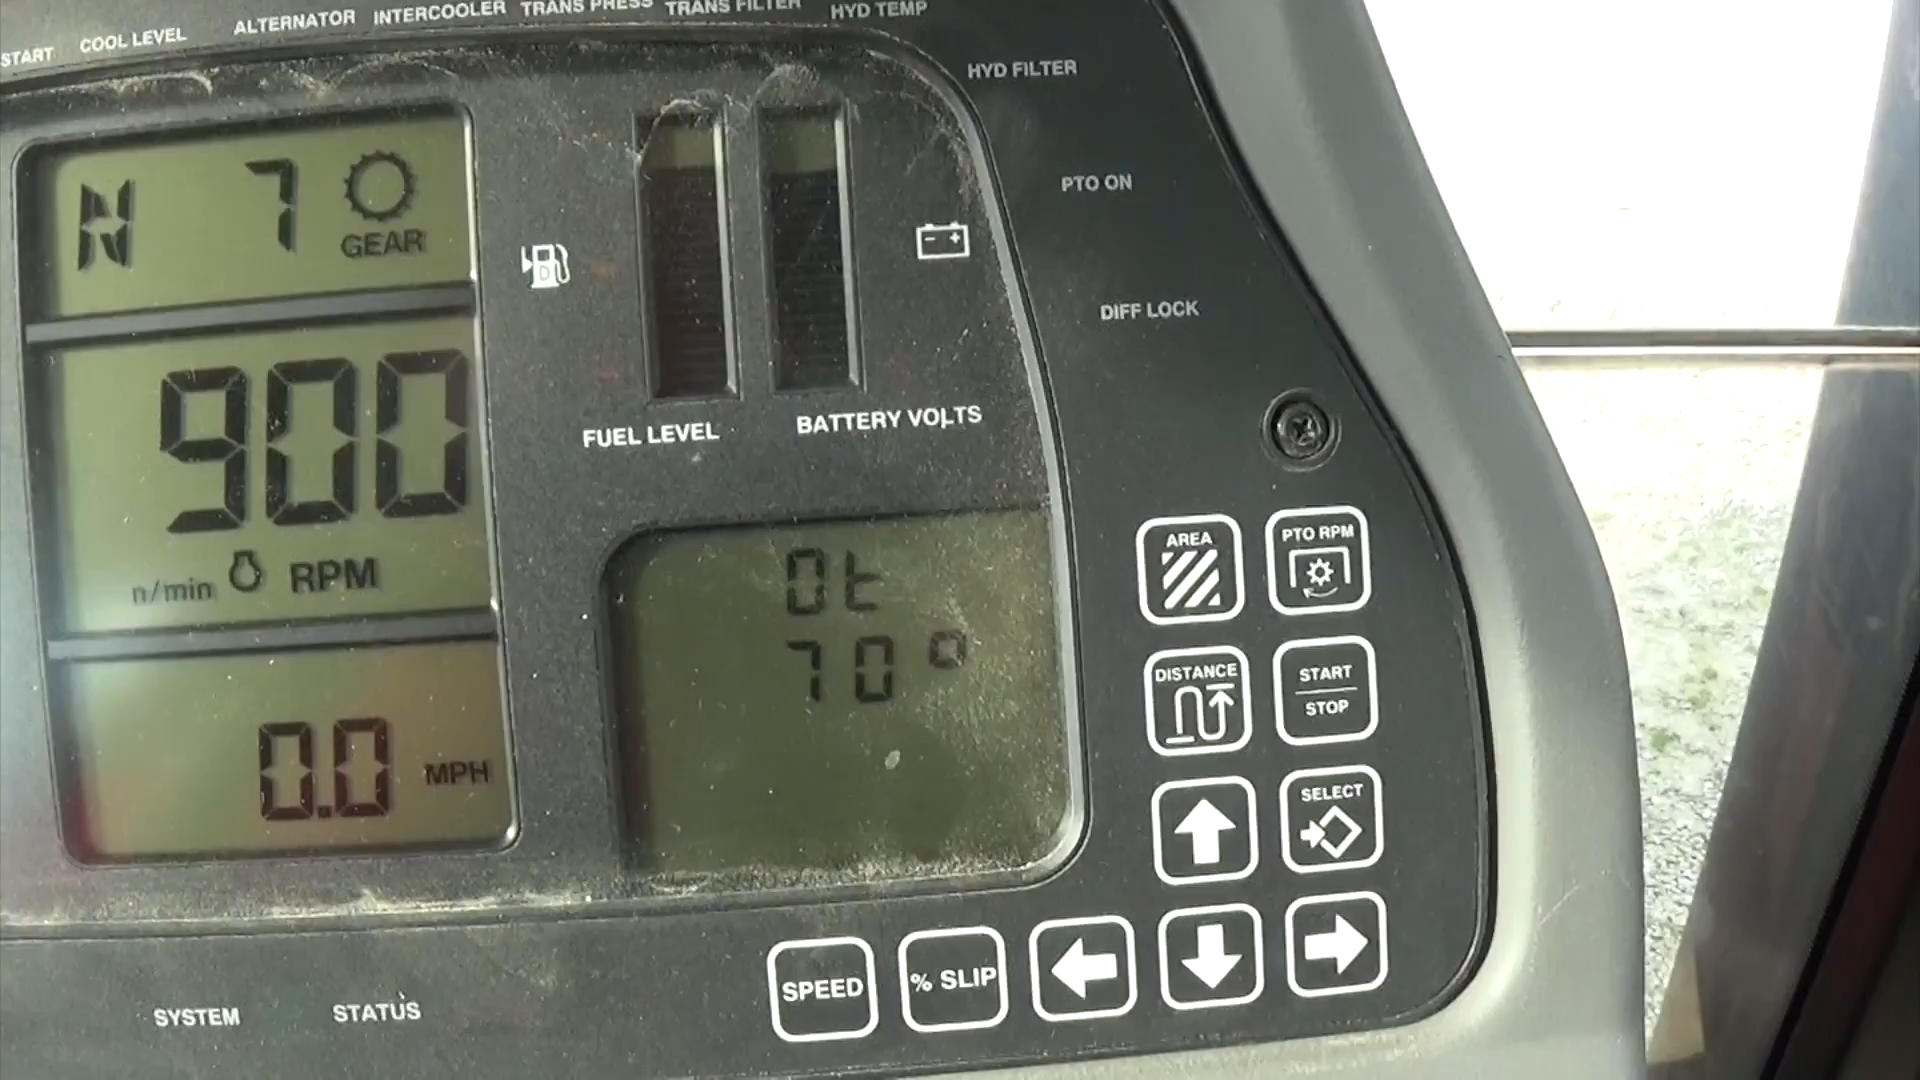 START
COOL LEVEL
ALTERNATOR
INTERCOOLER
TRANS PRESS
TRANS FILTER
HYD TEMP
HYD FILTER
PTO ON
DIFF LOCK
N 7
GEAR
900
n/min RPM
0.0 MPH
D
FUEL LEVEL
- +
BATTERY VOLTS
0t
70°
AREA
PTO RPM
DISTANCE
START
STOP
SELECT
SPEED
% SLIP
SYSTEM
STATUS